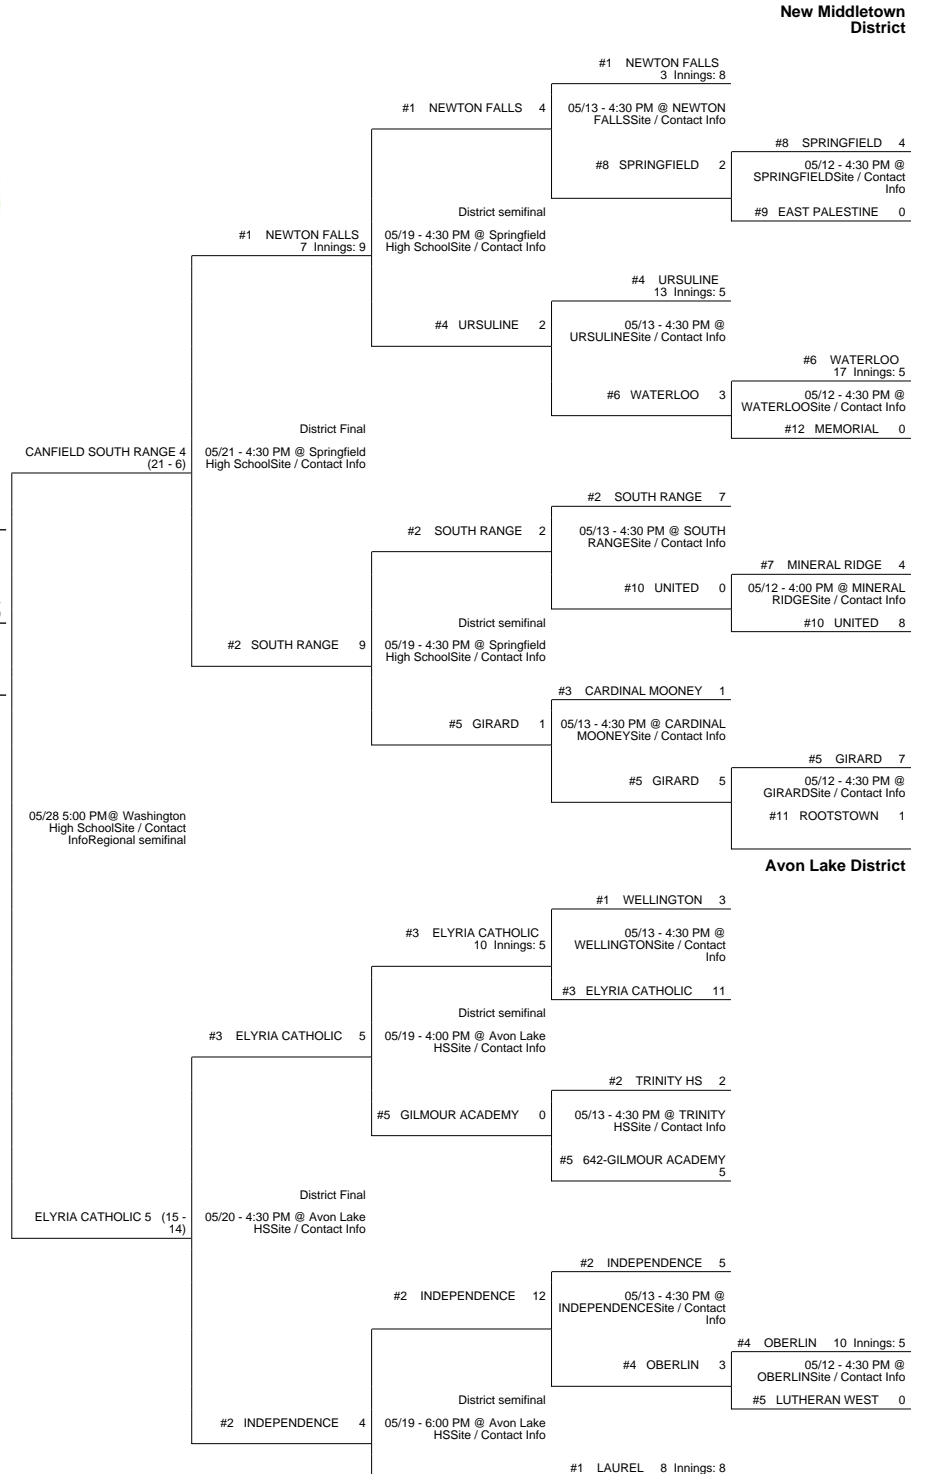 New Middletown
District
#1 NEWTON FALLS
3 Innings: 8
#1 NEWTON FALLS 4
05/13 - 4:30 PM @ NEWTON
FALLSSite / Contact Info
#8 SPRINGFIELD 4
#8 SPRINGFIELD 2
05/12 - 4:30 PM @
SPRINGFIELDSite / Contact
Info
#9 EAST PALESTINE 0
District semifinal
#1 NEWTON FALLS
7 Innings: 9
05/19 - 4:30 PM @ Springfield
High SchoolSite / Contact Info
#4 URSULINE
13 Innings: 5
#4 URSULINE 2
05/13 - 4:30 PM @
URSULINESite / Contact Info
#6 WATERLOO
17 Innings: 5
#6 WATERLOO 3
05/12 - 4:30 PM @
WATERLOOSite / Contact Info
#12 MEMORIAL 0
District Final
CANFIELD SOUTH RANGE 4
(21 - 6)
05/21 - 4:30 PM @ Springfield
High SchoolSite / Contact Info
#2 SOUTH RANGE 7
#2 SOUTH RANGE 2
05/13 - 4:30 PM @ SOUTH
RANGESite / Contact Info
#7 MINERAL RIDGE 4
#10 UNITED 0
05/12 - 4:00 PM @ MINERAL
RIDGESite / Contact Info
#10 UNITED 8
District semifinal
#2 SOUTH RANGE 9
05/19 - 4:30 PM @ Springfield
High SchoolSite / Contact Info
#3 CARDINAL MOONEY 1
#5 GIRARD 1
05/13 - 4:30 PM @ CARDINAL
MOONEYSite / Contact Info
#5 GIRARD 7
#5 GIRARD 5
05/12 - 4:30 PM @
GIRARDSite / Contact Info
#11 ROOTSTOWN 1
05/28 5:00 PM@ Washington
High SchoolSite / Contact
InfoRegional semifinal
Avon Lake District
#1 WELLINGTON 3
#3 ELYRIA CATHOLIC
10 Innings: 5
05/13 - 4:30 PM @
WELLINGTONSite / Contact
Info
#3 ELYRIA CATHOLIC 11
District semifinal
#3 ELYRIA CATHOLIC 5
05/19 - 4:00 PM @ Avon Lake
HSSite / Contact Info
#2 TRINITY HS 2
#5 GILMOUR ACADEMY 0
05/13 - 4:30 PM @ TRINITY
HSSite / Contact Info
#5 642-GILMOUR ACADEMY
5
District Final
ELYRIA CATHOLIC 5 (15 -
14)
05/20 - 4:30 PM @ Avon Lake
HSSite / Contact Info
#2 INDEPENDENCE 5
#2 INDEPENDENCE 12
05/13 - 4:30 PM @
INDEPENDENCESite / Contact
Info
#4 OBERLIN 10 Innings: 5
#4 OBERLIN 3
05/12 - 4:30 PM @
OBERLINSite / Contact Info
#5 LUTHERAN WEST 0
District semifinal
#2 INDEPENDENCE 4
05/19 - 6:00 PM @ Avon Lake
HSSite / Contact Info
#1 LAUREL 8 Innings: 8